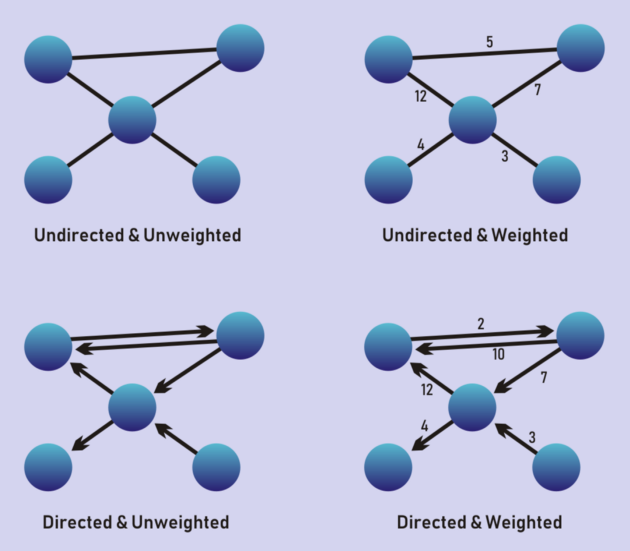 5
12
7
4
3
Undirected & Unweighted
Undirected & Weighted
2
10
7
12
4
3
Directed & Unweighted
Directed & Weighted